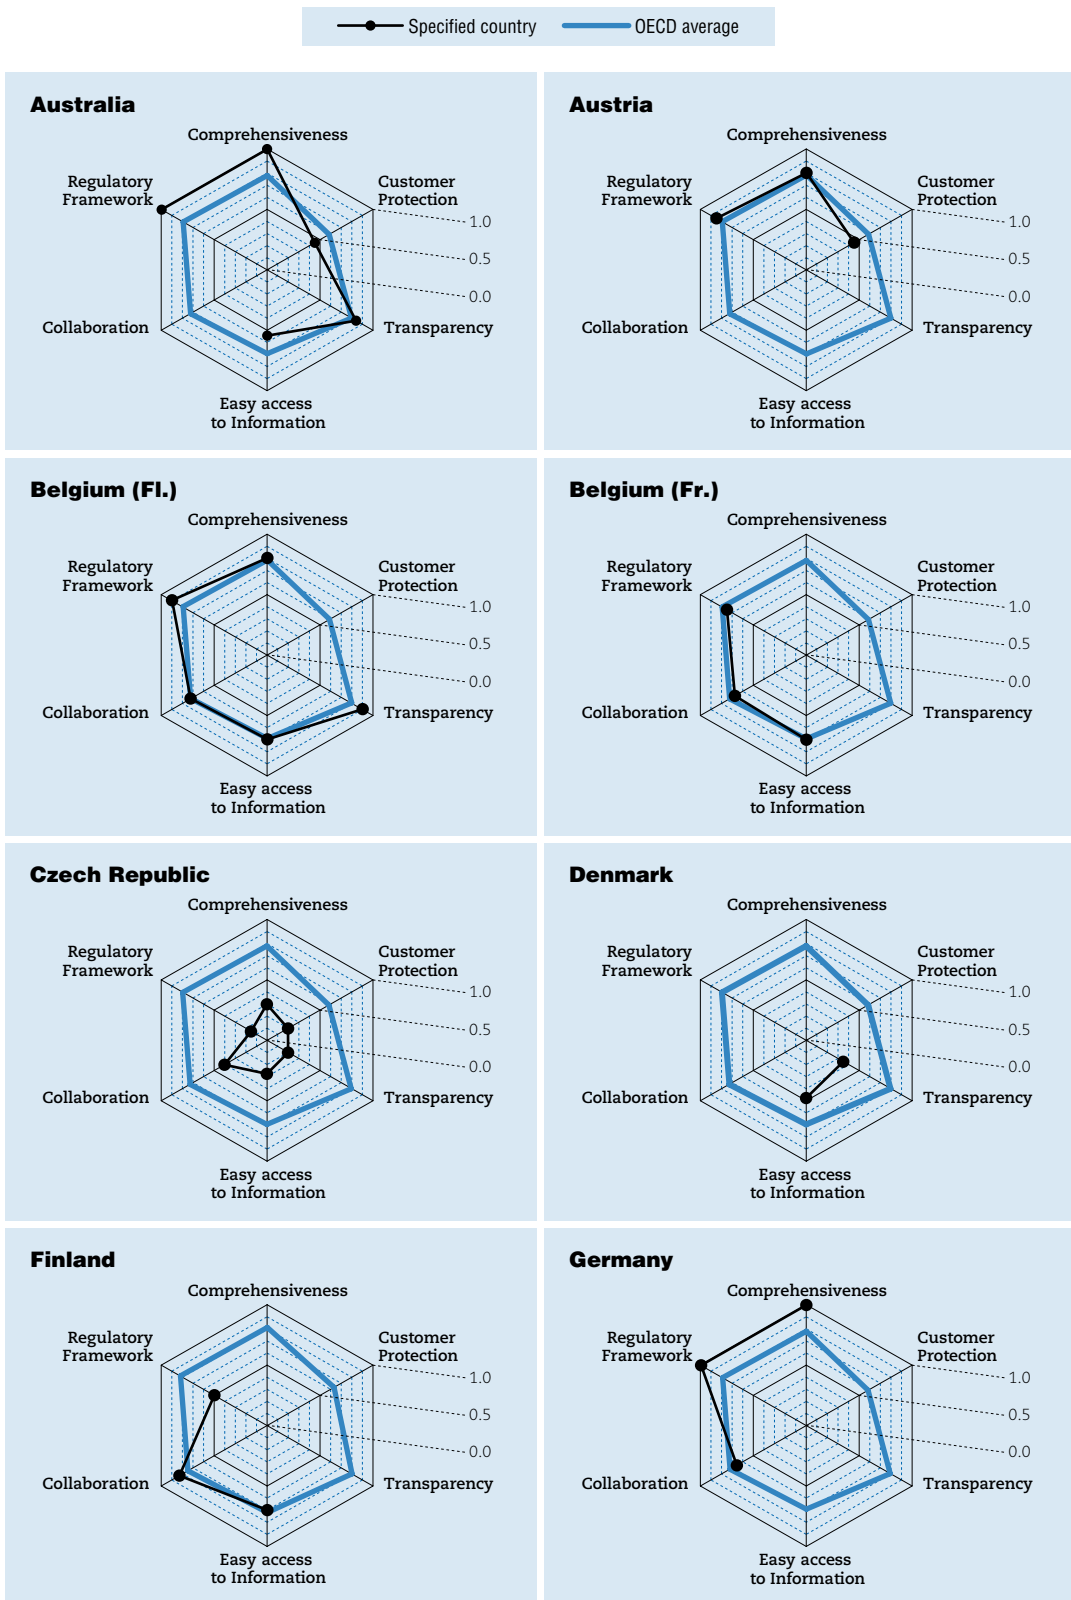 Specified country
OECD average
Australia
Comprehensiveness
Regulatory
Framework
Customer
Protection
1.0
0.5
0.0
Collaboration
Transparency
Easy access
to Information
Austria
Comprehensiveness
Regulatory
Framework
Customer
Protection
1.0
0.5
0.0
Collaboration
Transparency
Easy access
to Information
Belgium (Fl.)
Comprehensiveness
Regulatory
Framework
Customer
Protection
1.0
0.5
0.0
Collaboration
Transparency
Easy access
to Information
Belgium (Fr.)
Comprehensiveness
Regulatory
Framework
Customer
Protection
1.0
0.5
0.0
Collaboration
Transparency
Easy access
to Information
Czech Republic
Comprehensiveness
Regulatory
Framework
Customer
Protection
1.0
0.5
0.0
Collaboration
Transparency
Easy access
to Information
Denmark
Comprehensiveness
Regulatory
Framework
Customer
Protection
1.0
0.5
0.0
Collaboration
Transparency
Easy access
to Information
Finland
Comprehensiveness
Regulatory
Framework
Customer
Protection
1.0
0.5
0.0
Collaboration
Transparency
Easy access
to Information
Germany
Comprehensiveness
Regulatory
Framework
Customer
Protection
1.0
0.5
0.0
Collaboration
Transparency
Easy access
to Information